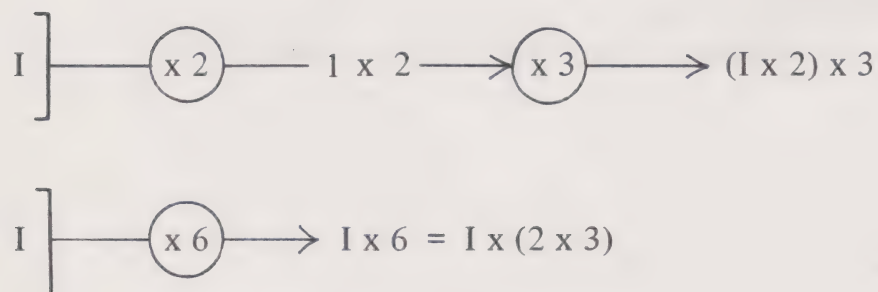 I x 2 1 x 2 x 3 (I x 2) x 3
I x 6 I x 6 = I x (2 x 3)